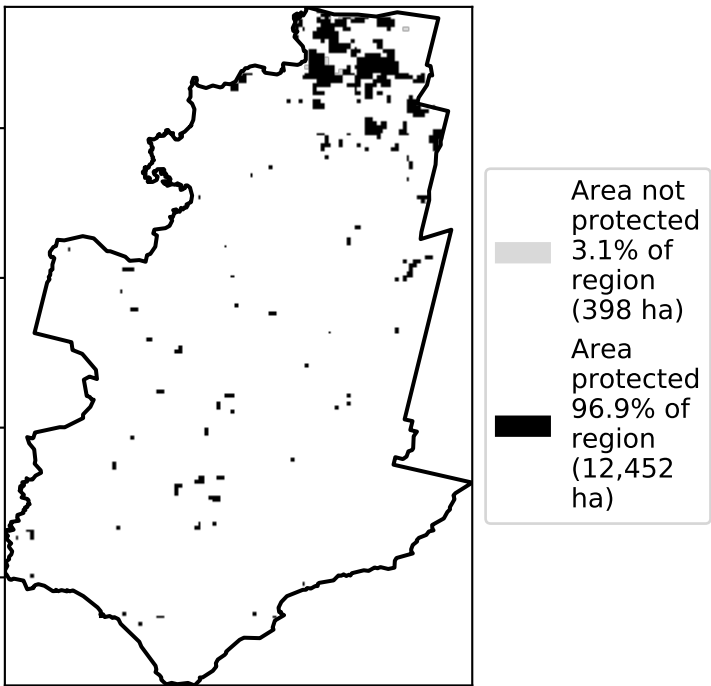 Area not
protected
3.1% of
region
(398 ha)
Area
protected
96.9% of
region
(12,452
ha)